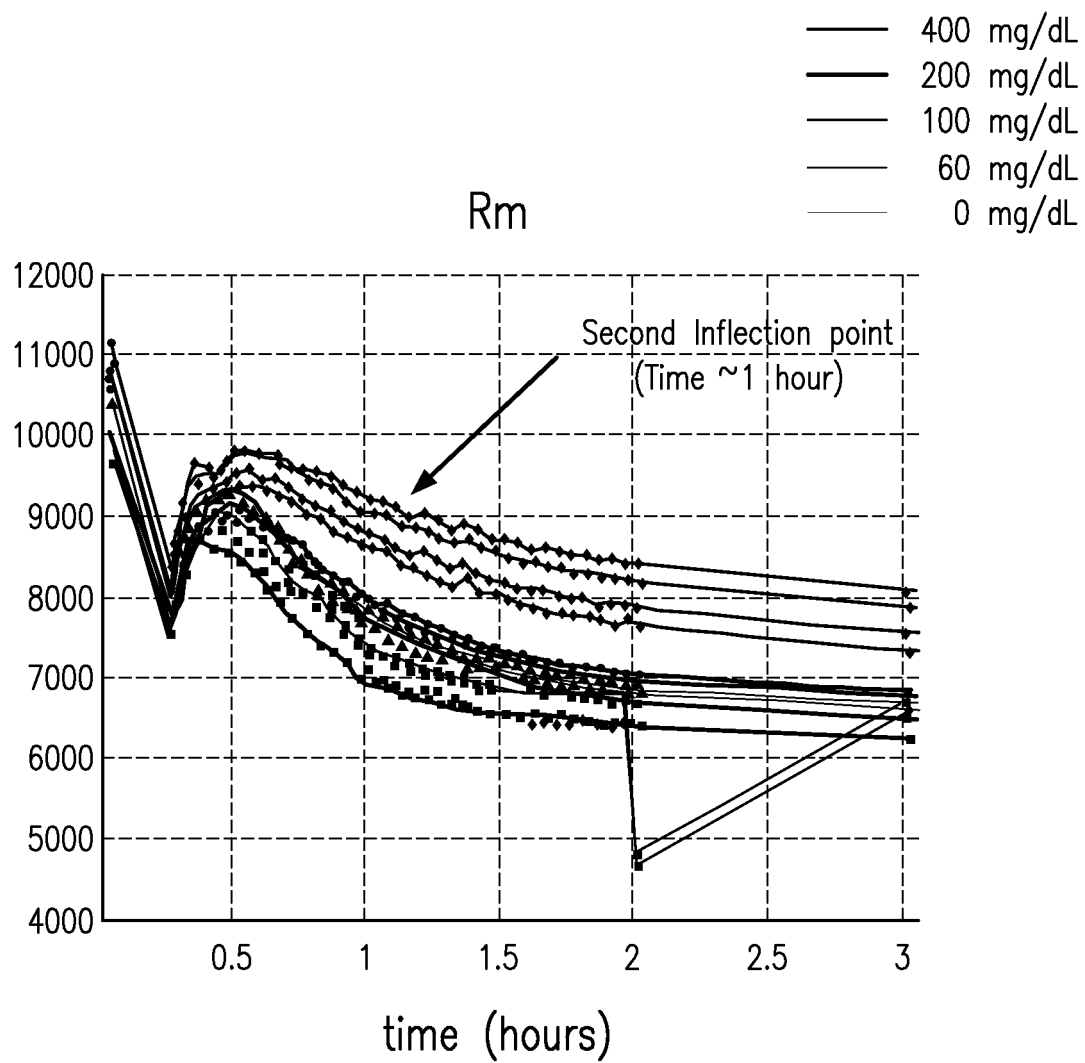 400 mg/dL
200 mg/dL
100 mg/dL
60 mg/dL
0 mg/dL
Rm
12000
11000
10000
9000
8000
7000
6000
5000
4000
Second Inflection point
(Time ~1 hour)
0.5 1 1.5 2 2.5 3
time (hours)